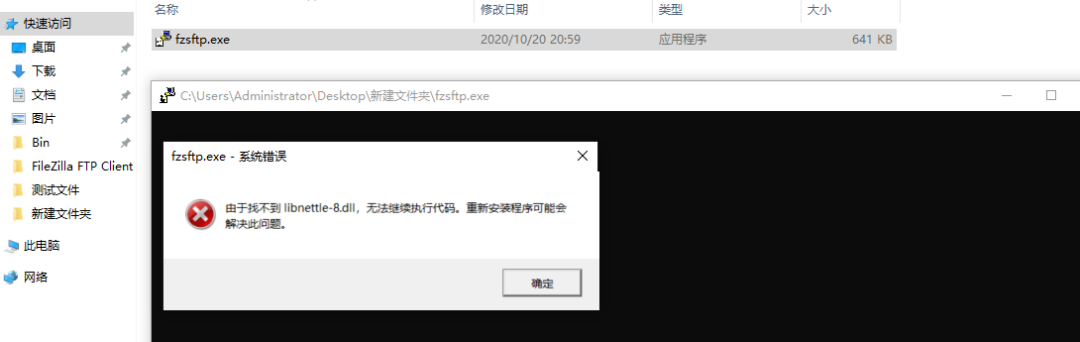 名称 修改日期 类型 大小
快速访问
fzsftp.exe 2020/10/20 20:59 应用程序 641 KB
桌面
下载
文档
图片
Bin
FileZilla FTP Client
测试文件
新建文件夹
此电脑
网络
C:\Users\Administrator\Desktop\新建文件夹\fzsftp.exe
fzsftp.exe - 系统错误
由于找不到 libnettle-8.dll，无法继续执行代码。重新安装程序可能会
解决此问题。
确定